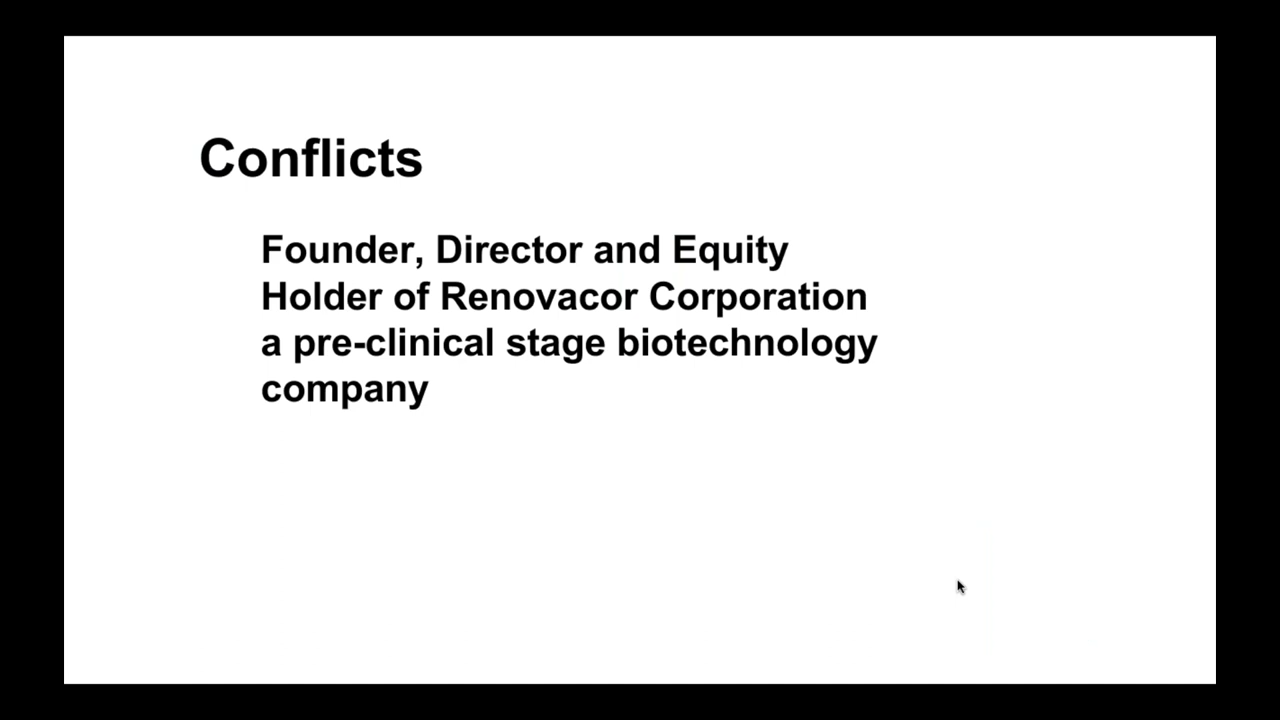 Conflicts
Founder, Director and Equity
Holder of Renovacor Corporation
a pre-clinical stage biotechnology
company